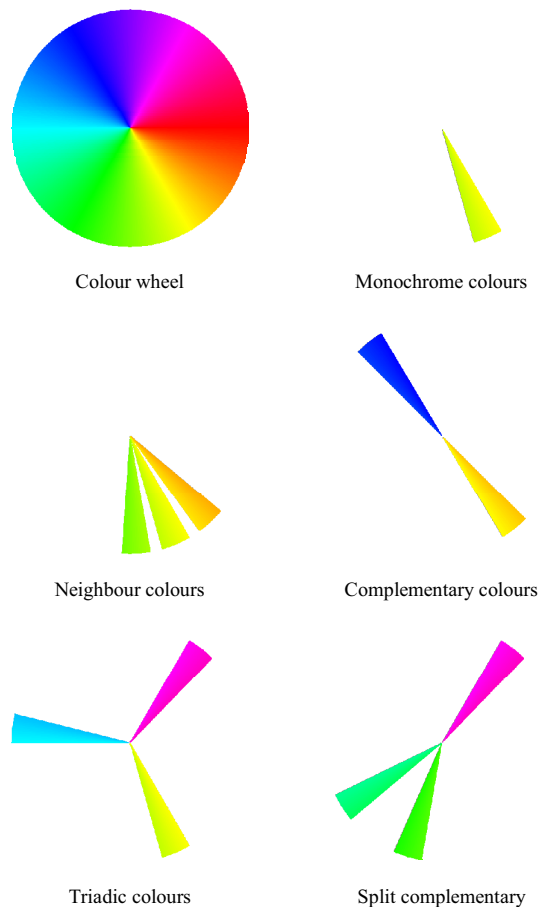 Colour wheel
Monochrome colours
Neighbour colours
Complementary colours
Triadic colours
Split complementary